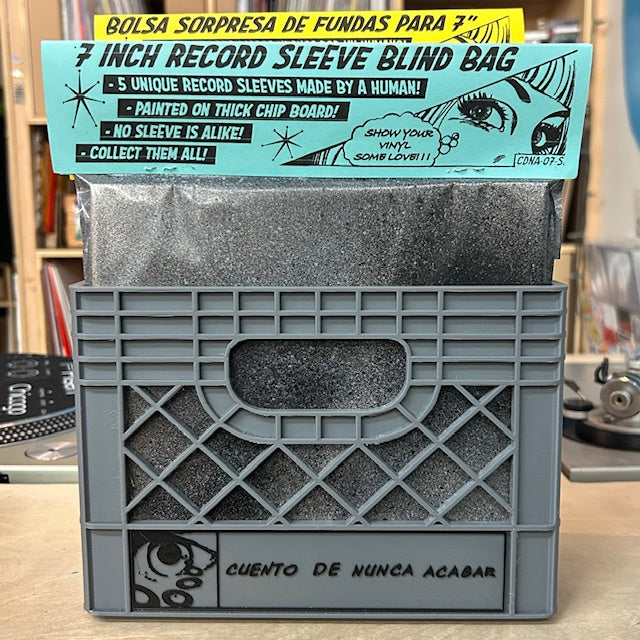 BOLSA SORPRESA DE FUNDAS PARA 7"
7 INCH RECORD SLEEVE BLIND BAG
- 5 UNIQUE RECORD SLEEVES MADE BY A HUMAN!
- PAINTED ON THICK CHIP BOARD!
- NO SLEEVE IS ALIKE!
- COLLECT THEM ALL!
SHOW YOUR
VINYL
SOME LOVE!!!
CDNA-07-S.
CUENTO DE NUNCA ACABAR